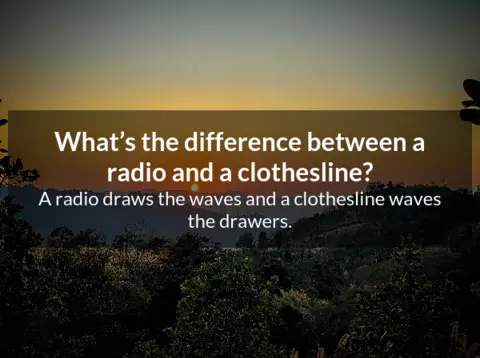 What’s the difference between a
radio and a clothesline?
A radio draws the waves and a clothesline waves
the drawers.